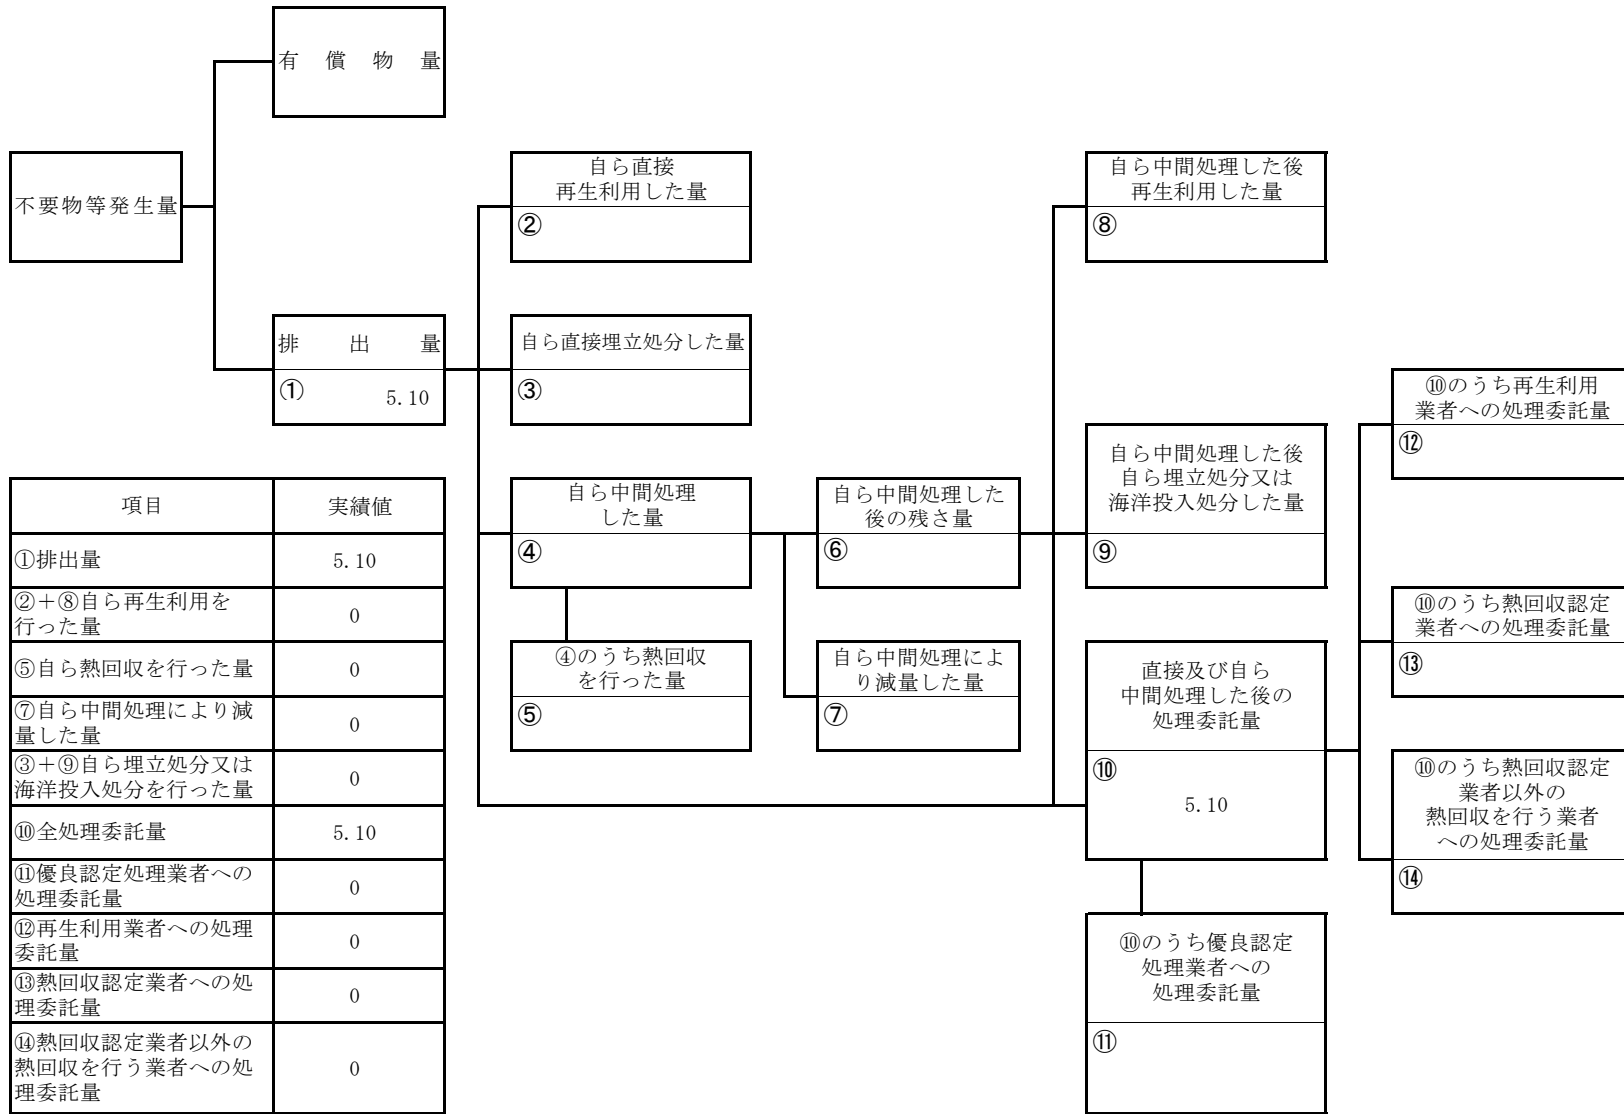 有償物量
不要物等発生量
自ら直接
再生利用した量
②
自ら中間処理した後
再生利用した量
⑧
排出量
① 5.10
自ら直接埋立処分した量
③
⑩のうち再生利用
業者への処理委託量
⑫
自ら中間処理した後
自ら埋立処分又は
海洋投入処分した量
⑨
自ら中間処理
した量
④
自ら中間処理した
後の残さ量
⑥
⑩のうち熱回収認定
業者への処理委託量
⑬
④のうち熱回収
を行った量
⑤
自ら中間処理によ
り減量した量
⑦
直接及び自ら
中間処理した後の
処理委託量
⑩
5.10
⑩のうち熱回収認定
業者以外の
熱回収を行う業者
への処理委託量
⑭
⑩のうち優良認定
処理業者への
処理委託量
⑪
項目 実績値
①排出量 5.10
②+⑧自ら再生利用を
行った量 0
⑤自ら熱回収を行った量 0
⑦自ら中間処理により減
量した量 0
③+⑨自ら埋立処分又は
海洋投入処分を行った量 0
⑩全処理委託量 5.10
⑪優良認定処理業者への
処理委託量 0
⑫再生利用業者への処理
委託量 0
⑬熱回収認定業者への処
理委託量 0
⑭熱回収認定業者以外の
熱回収を行う業者への処
理委託量 0